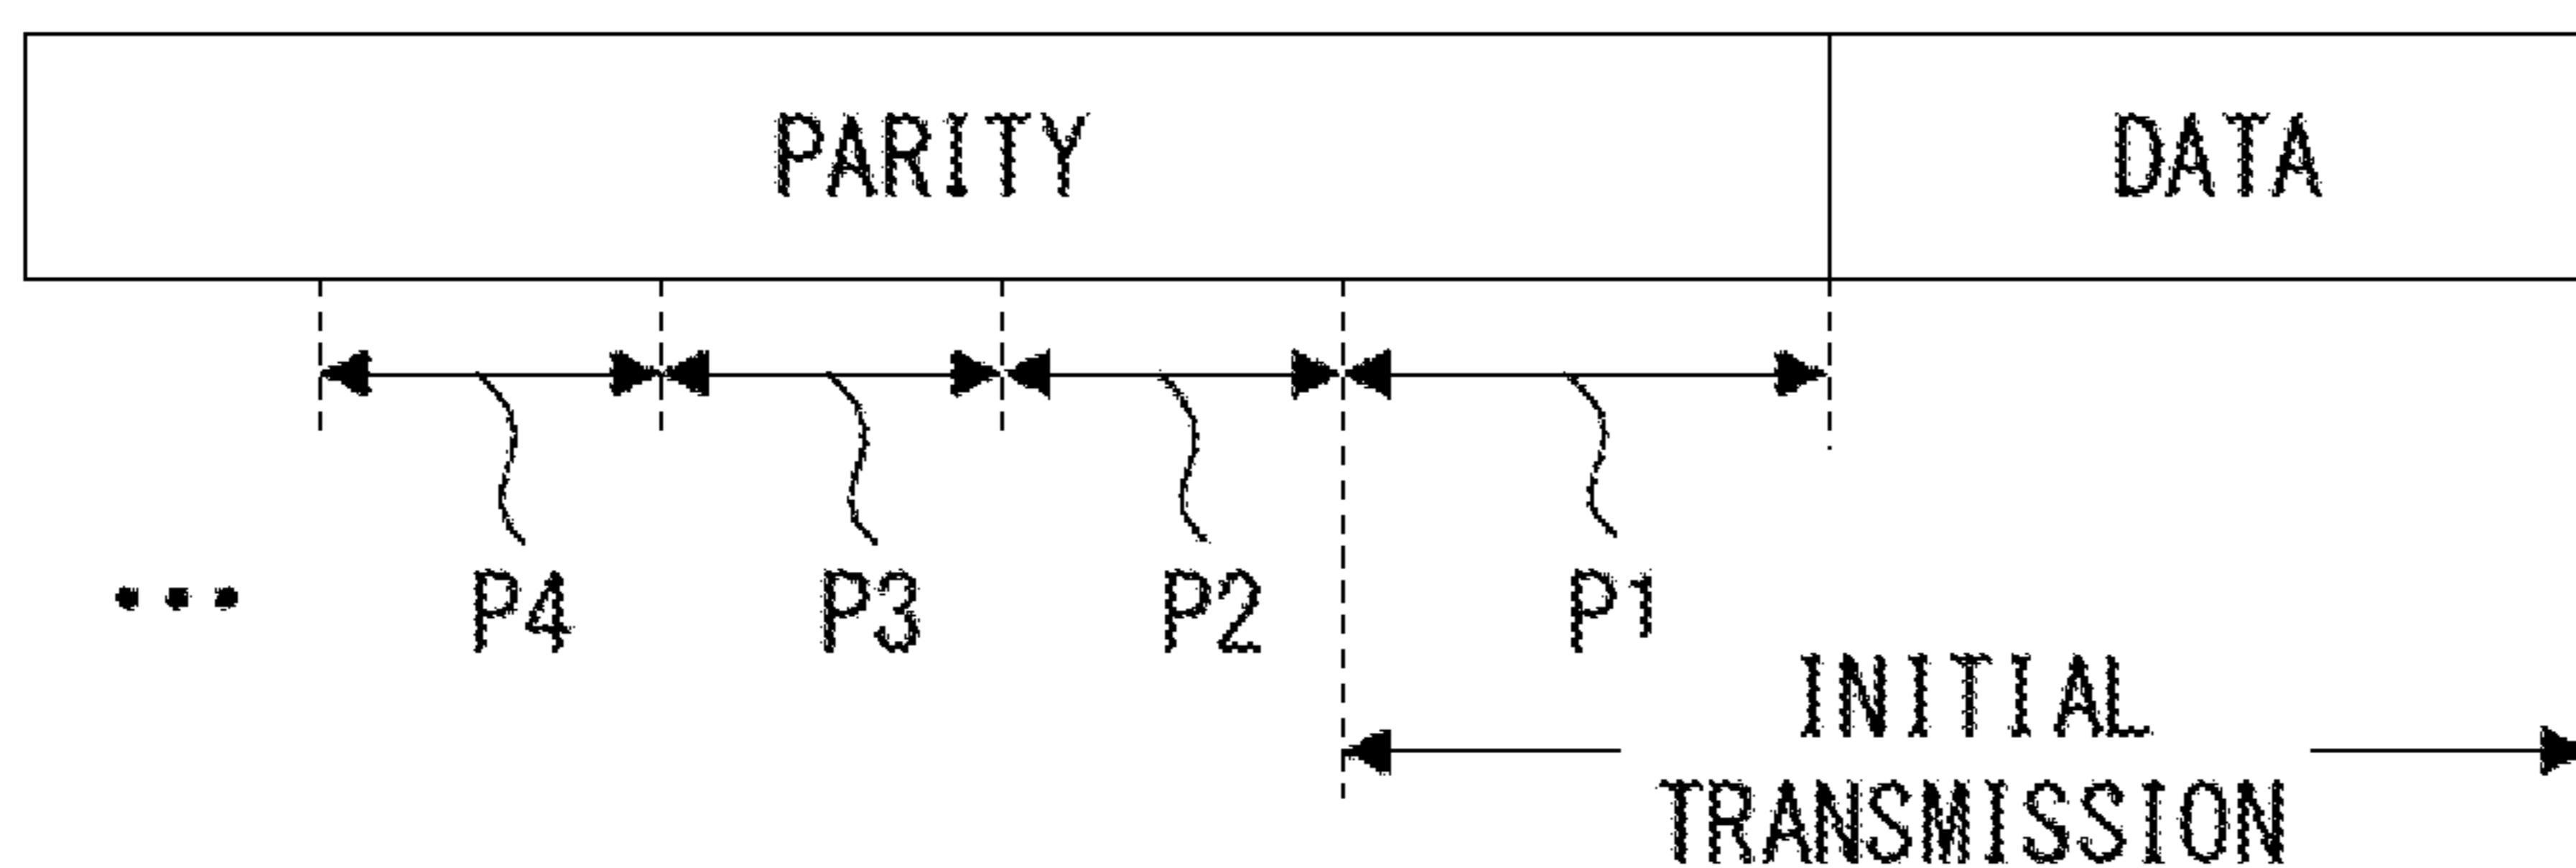 PARITY DATA
... P4 P3 P2 P1
INITIAL
TRANSMISSION